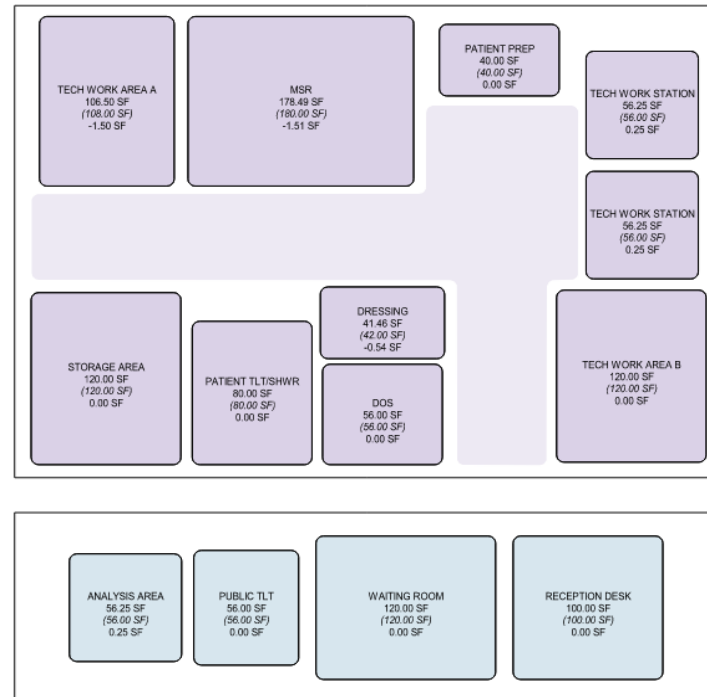 TECH WORK AREA A
106.50 SF
(108.00 SF)
-1.50 SF
MSR
178.49 SF
(180.00 SF)
-1.51 SF
PATIENT PREP
40.00 SF
(40.00 SF)
0.00 SF
TECH WORK STATION
56.25 SF
(56.00 SF)
0.25 SF
TECH WORK STATION
56.25 SF
(56.00 SF)
0.25 SF
STORAGE AREA
120.00 SF
(120.00 SF)
0.00 SF
PATIENT TLT/SHWR
80.00 SF
(80.00 SF)
0.00 SF
DRESSING
41.46 SF
(42.00 SF)
-0.54 SF
DOS
56.00 SF
(56.00 SF)
0.00 SF
TECH WORK AREA B
120.00 SF
(120.00 SF)
0.00 SF
ANALYSIS AREA
56.25 SF
(56.00 SF)
0.25 SF
PUBLIC TLT
56.00 SF
(56.00 SF)
0.00 SF
WAITING ROOM
120.00 SF
(120.00 SF)
0.00 SF
RECEPTION DESK
100.00 SF
(100.00 SF)
0.00 SF